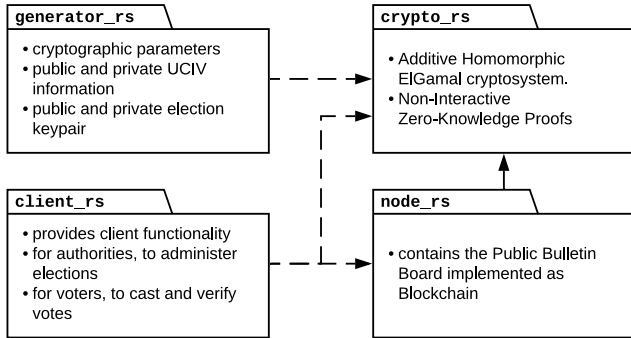 generator_rs
• cryptographic parameters
• public and private UCIV
information
• public and private election
keypair
crypto_rs
• Additive Homomorphic
ElGamal cryptosystem.
• Non-Interactive
Zero-Knowledge Proofs
client_rs
• provides client functionality
• for authorities, to administer
elections
• for voters, to cast and verify
votes
node_rs
• contains the Public Bulletin
Board implemented as
Blockchain